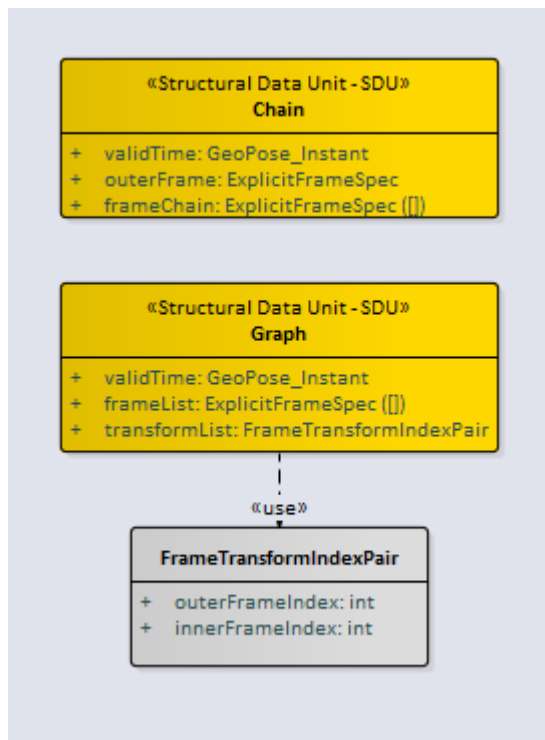 «Structural Data Unit - SDU»
Chain
+ validTime: GeoPose_Instant
+ outerFrame: ExplicitFrameSpec
+ frameChain: ExplicitFrameSpec ([])
«Structural Data Unit - SDU»
Graph
+ validTime: GeoPose_Instant
+ frameList: ExplicitFrameSpec ([])
+ transformList: FrameTransformIndexPair
«use»
FrameTransformIndexPair
+ outerFrameIndex: int
+ innerFrameIndex: int